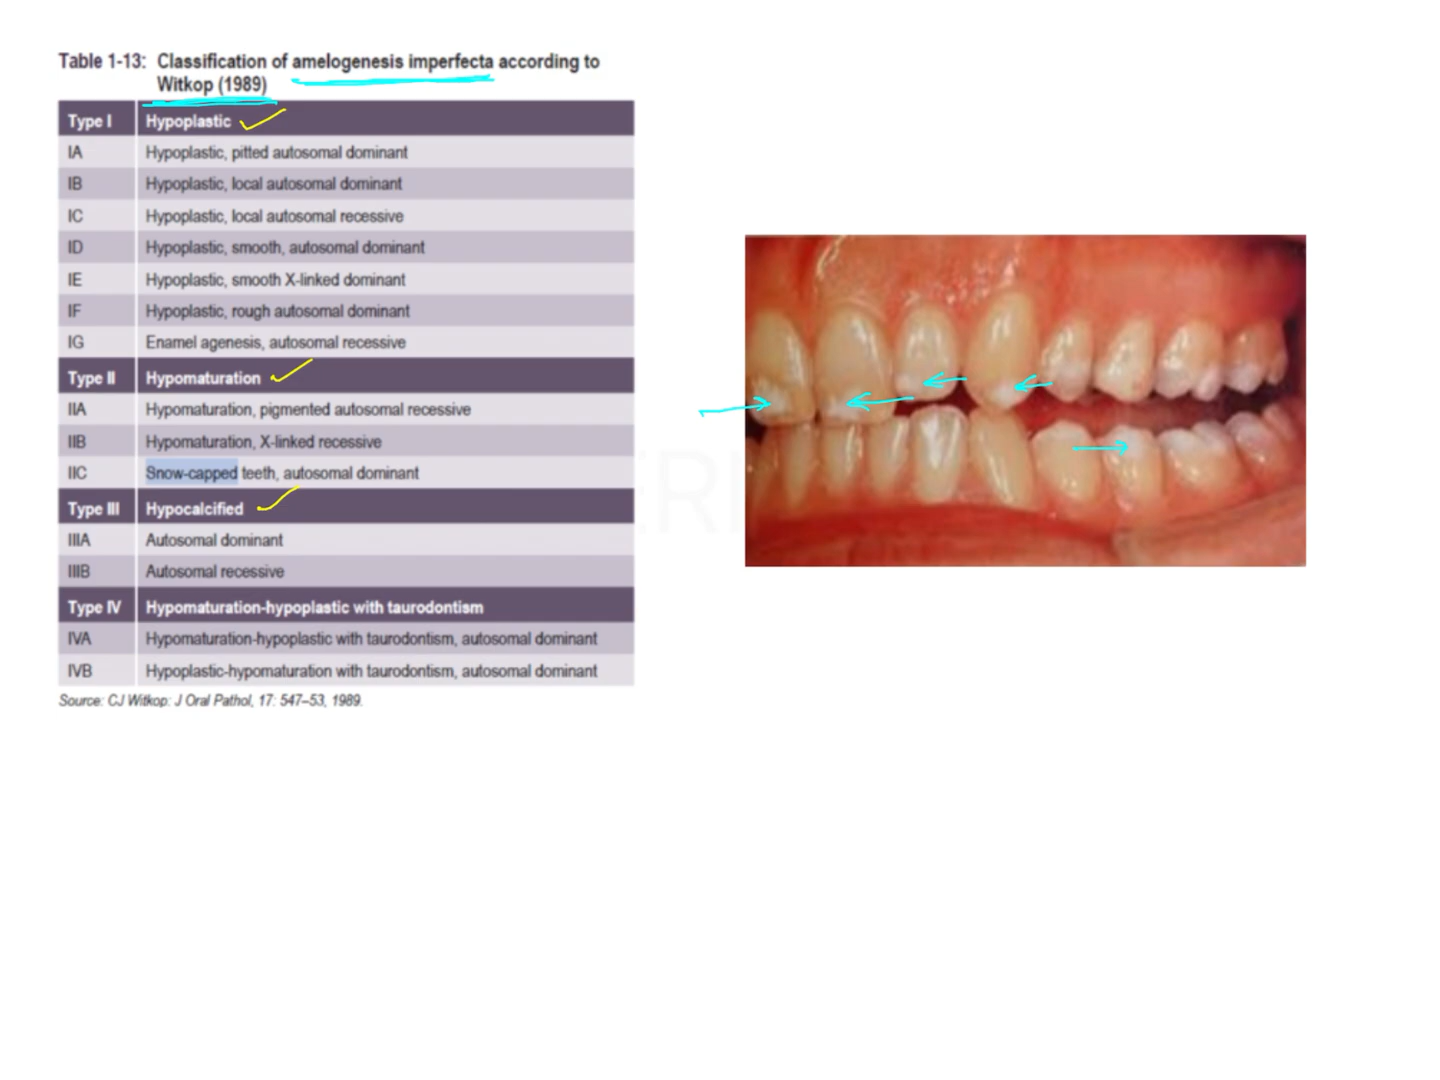 Table 1-13: Classification of amelogenesis imperfecta according to
Witkop (1989)
Type I Hypoplastic
IA Hypoplastic, pitted autosomal dominant
IB Hypoplastic, local autosomal dominant
IC Hypoplastic, local autosomal recessive
ID Hypoplastic, smooth, autosomal dominant
IE Hypoplastic, smooth X-linked dominant
IF Hypoplastic, rough autosomal dominant
IG Enamel agenesis, autosomal recessive
Type II Hypomaturation
IIA Hypomaturation, pigmented autosomal recessive
IIB Hypomaturation, X-linked recessive
IIC Snow-capped teeth, autosomal dominant
Type III Hypocalcified
IIIA Autosomal dominant
IIIB Autosomal recessive
Type IV Hypomaturation-hypoplastic with taurodontism
IVA Hypomaturation-hypoplastic with taurodontism, autosomal dominant
IVB Hypoplastic-hypomaturation with taurodontism, autosomal dominant
Source: CJ Witkop: J Oral Pathol, 17: 547–53, 1989.